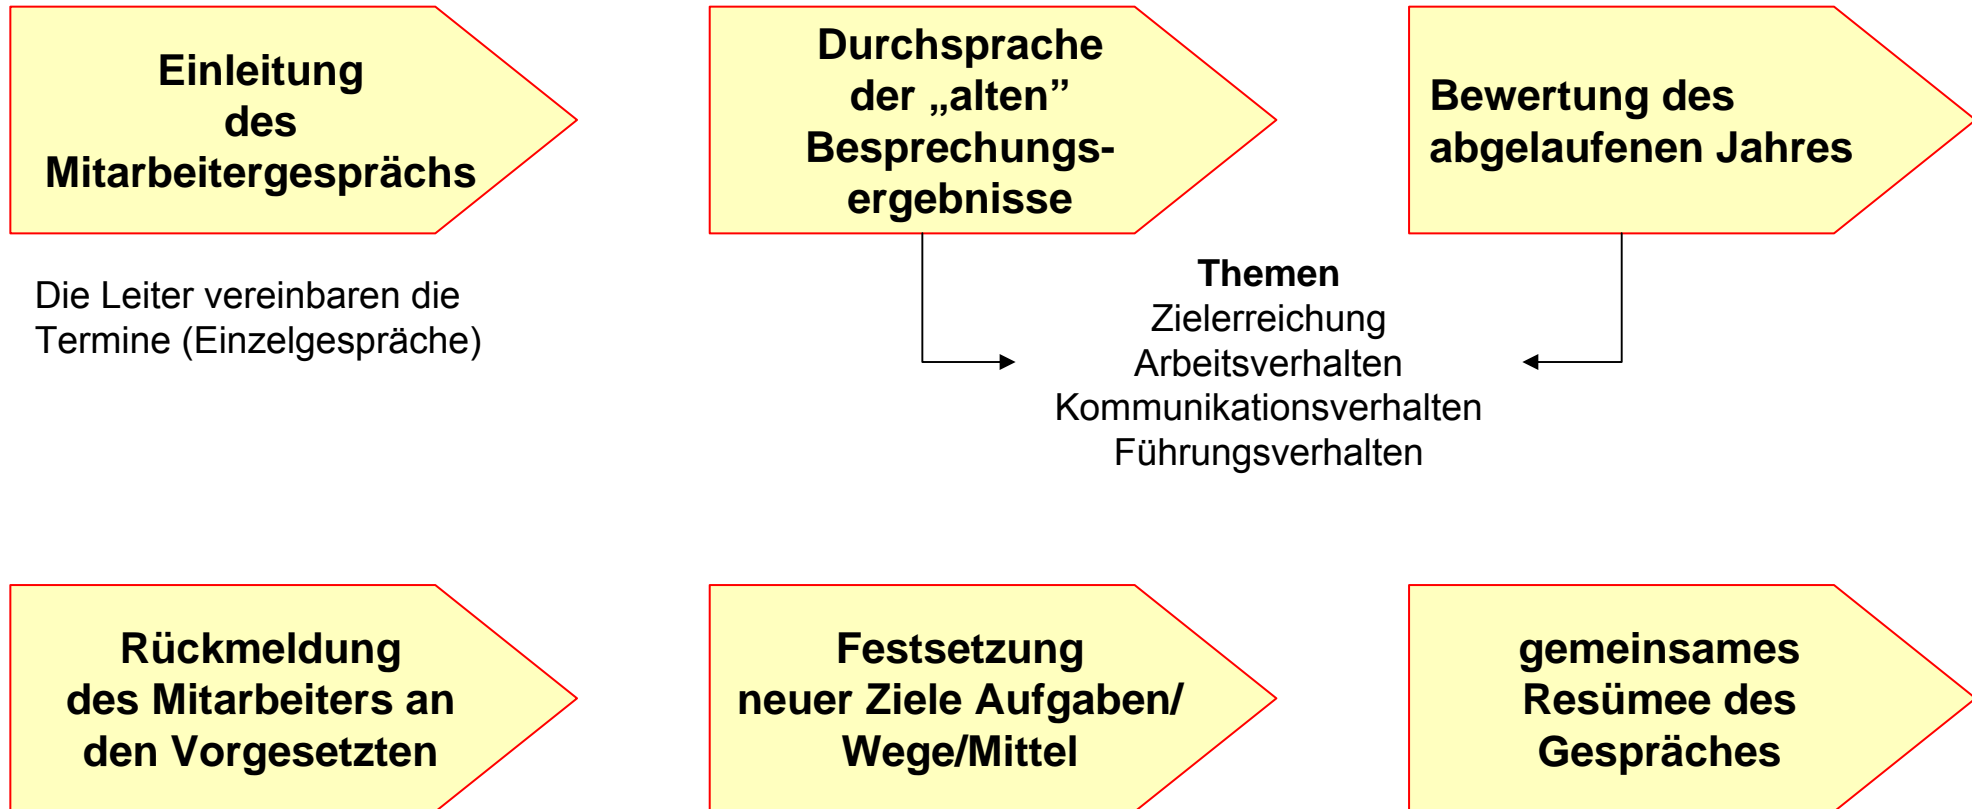 Einleitung
des
Mitarbeitergesprächs
Durchsprache
der „alten”
Besprechungs-
ergebnisse
Bewertung des
abgelaufenen Jahres
Die Leiter vereinbaren die
Termine (Einzelgespräche)
Themen
Zielerreichung
Arbeitsverhalten
Kommunikationsverhalten
Führungsverhalten
Rückmeldung
des Mitarbeiters an
den Vorgesetzten
Festsetzung
neuer Ziele Aufgaben/
Wege/Mittel
gemeinsames
Resümee des
Gespräches